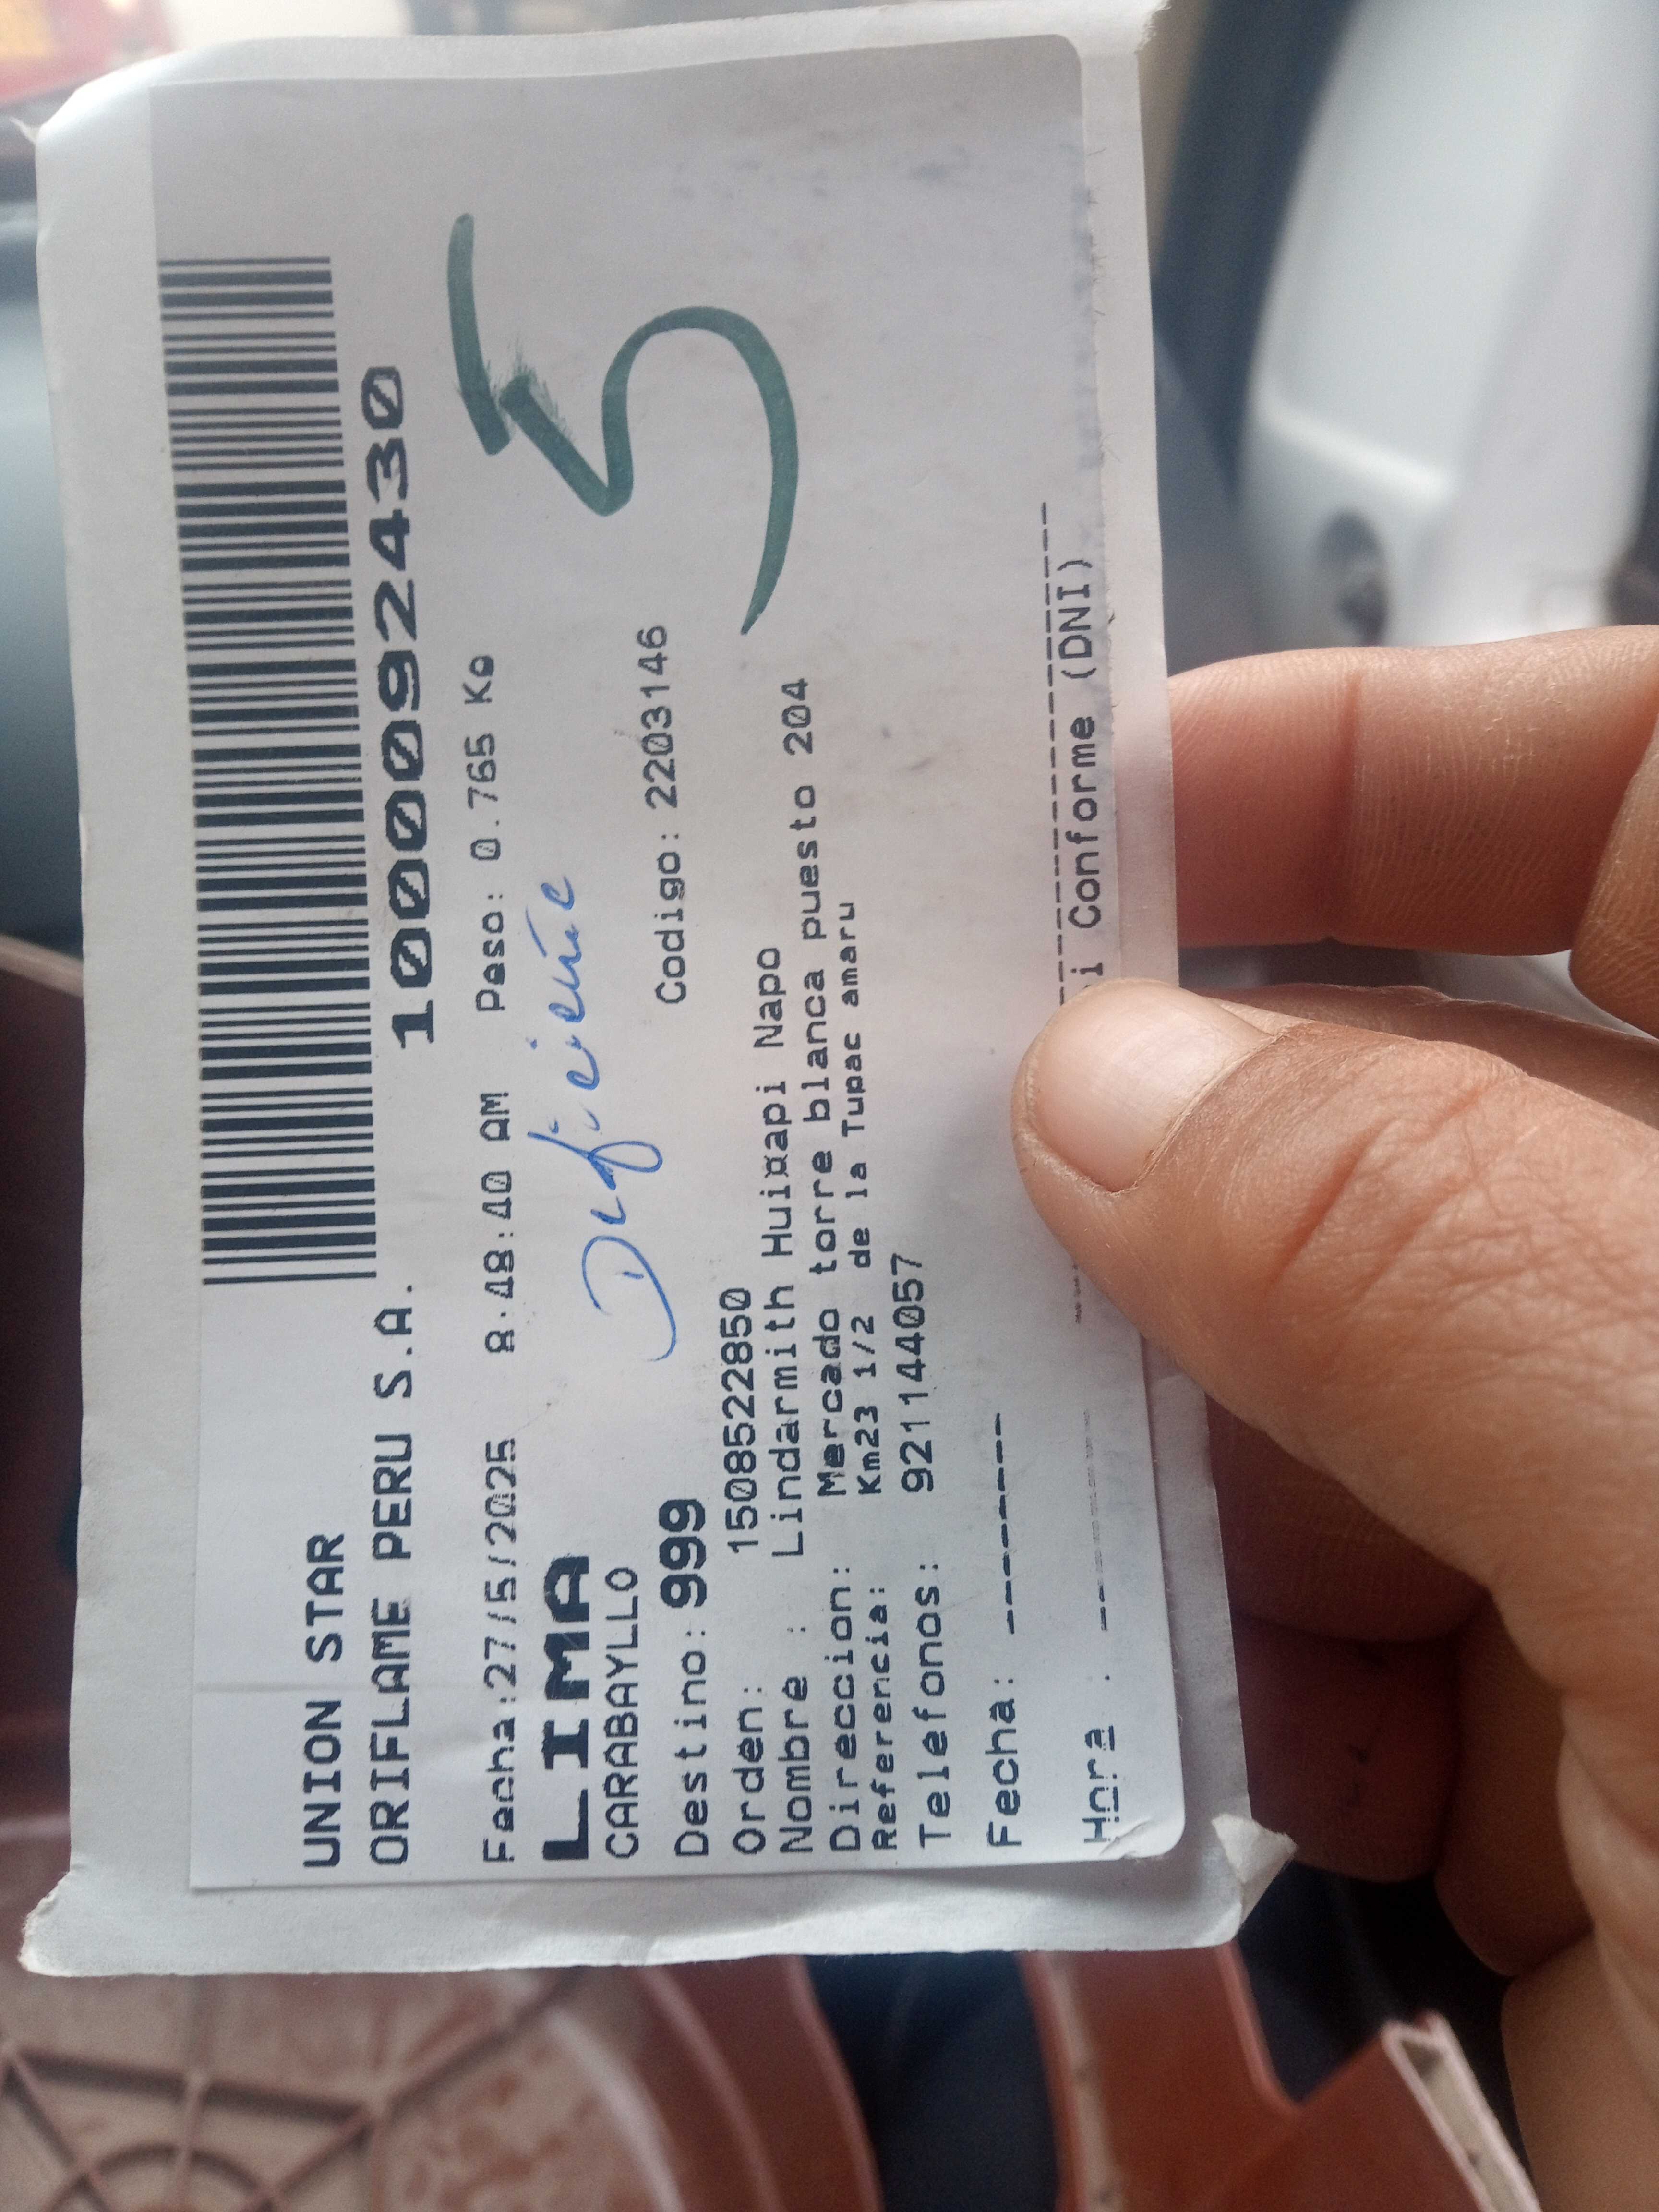 UNION STAR
ORIFLAME PERU S.A.
1000092430
Fecha:27/5/2025 8:48:40 AM Peso: 0.765 Kg
LIMA
CARABAYLLO
Destino: 999 Codigo: 2203146
5
Orden: 1508522850
Nombre : Lindarmith Huiñapi Napo
Direccion: Mercado torre blanca puesto 204
Referencia: Km23 1/2 de la Tupac amaru
Telefonos: 921144057
Fecha: -------
Hora : Conforme (DNI)